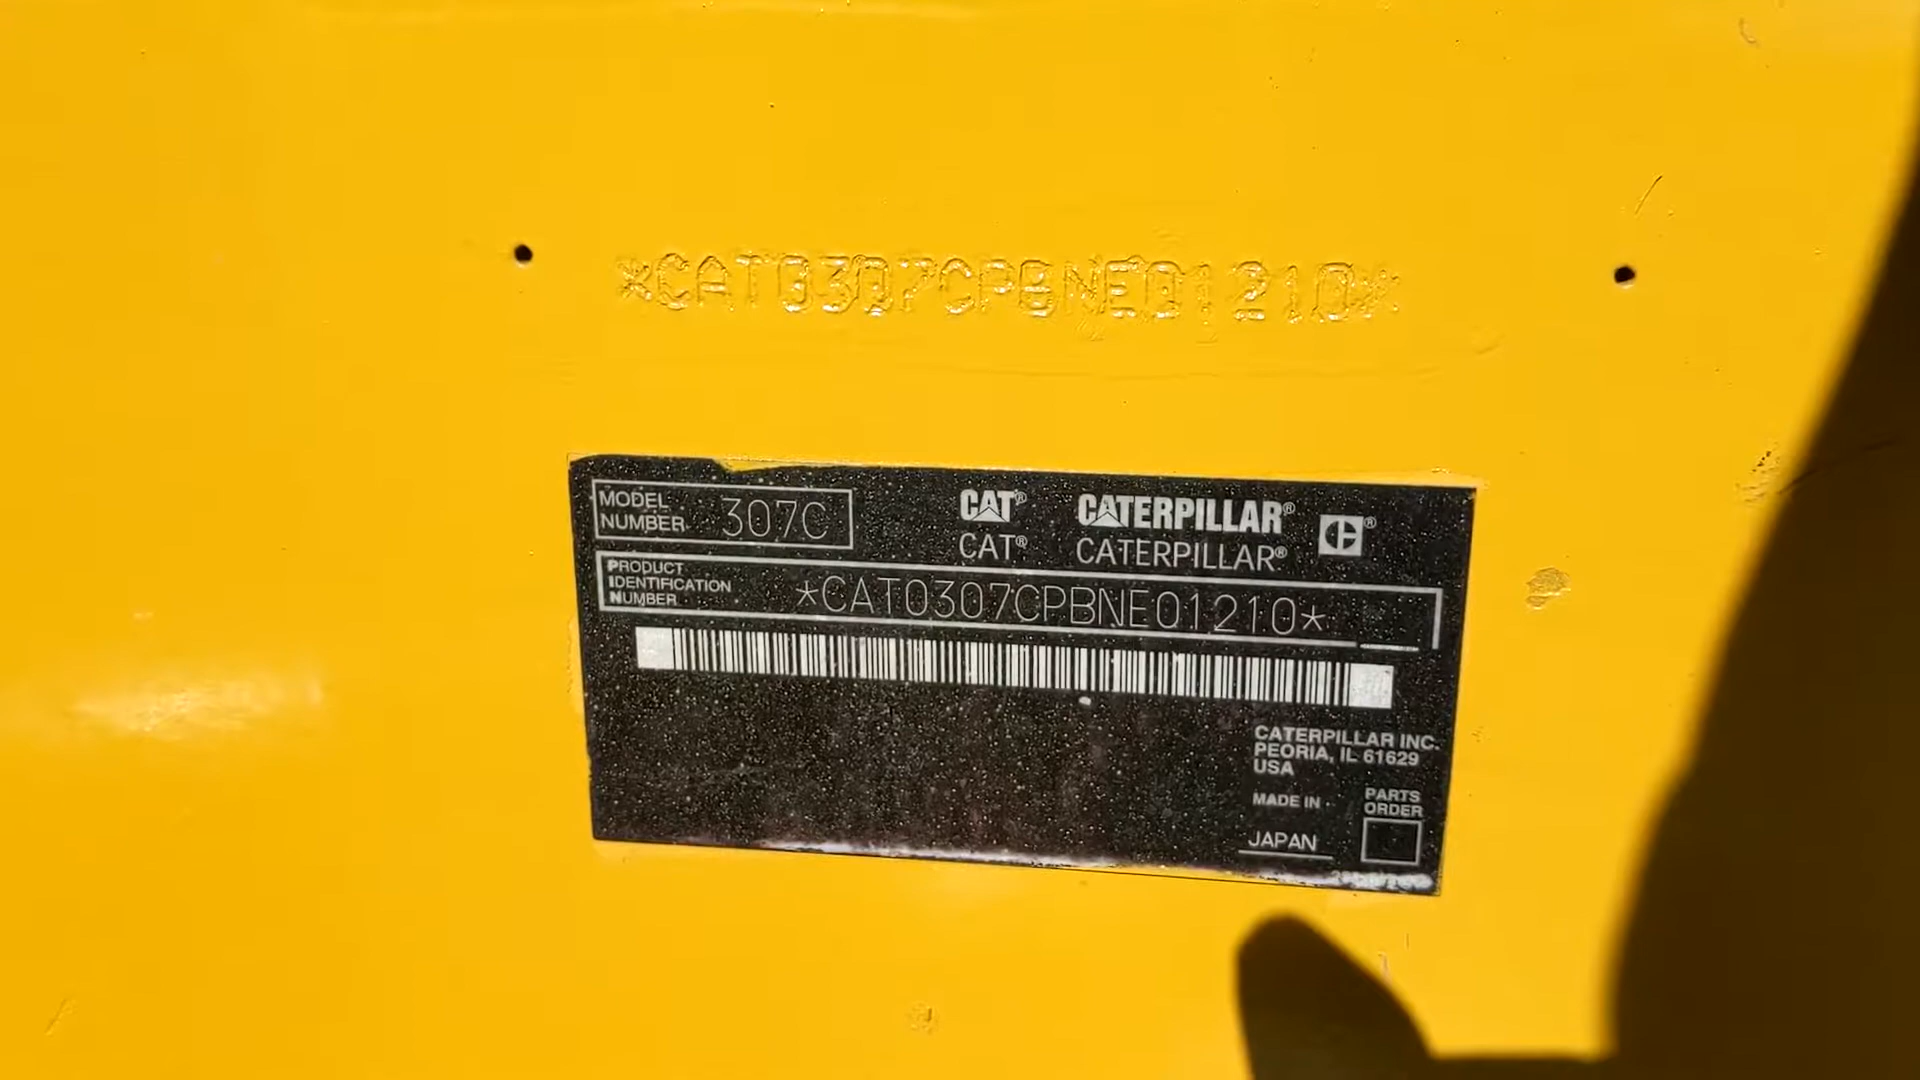 *CAT0307CPBNE01210*
MODEL NUMBER 307C
CAT® CATERPILLAR® ®
CAT® CATERPILLAR®
PRODUCT
IDENTIFICATION
NUMBER
*CAT0307CPBNE01210*
CATERPILLAR INC.
PEORIA, IL 61629
USA
MADE IN
JAPAN
PARTS
ORDER